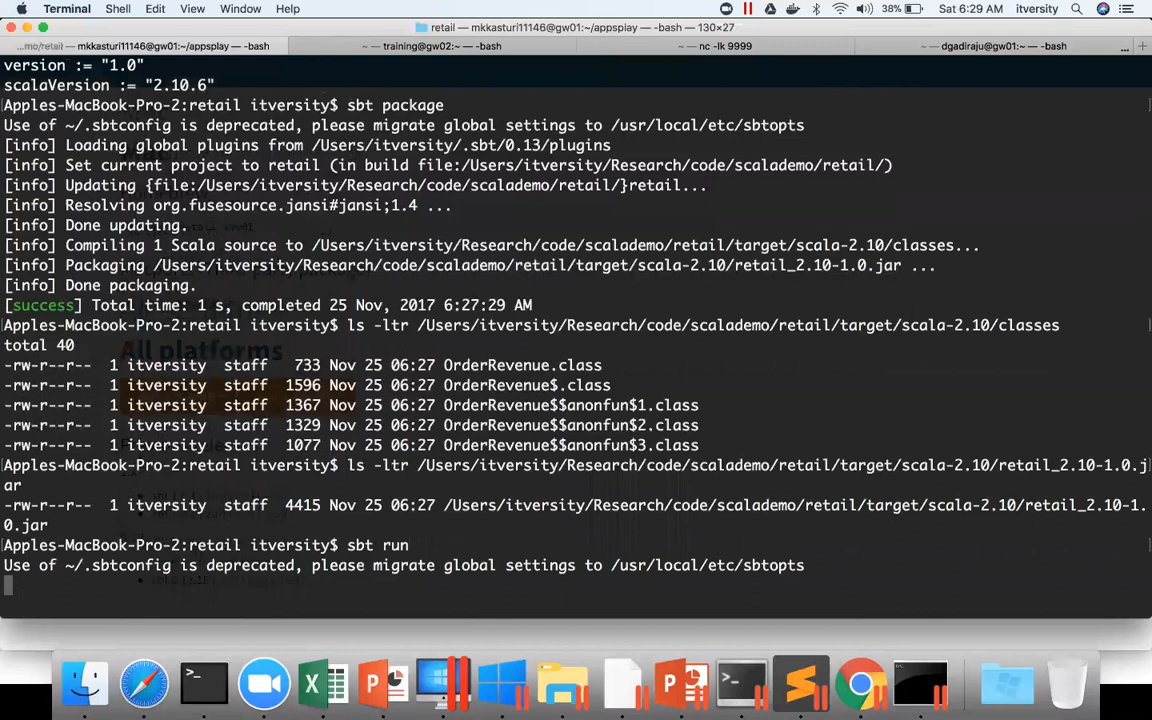 Terminal Shell Edit View Window Help 38% Sat 6:29 AM itversity
retail — mkkasturi11146@gw01:~/appsplay — -bash — 130×27
...mo/retail — mkkasturi11146@gw01:~/appsplay — -bash
~ — training@gw02:~ — -bash
~ — nc -lk 9999
~ — dgadiraju@gw01:~ — -bash
...
version := "1.0"
scalaVersion := "2.10.6"
Apples-MacBook-Pro-2:retail itversity$ sbt package
Use of ~/.sbtconfig is deprecated, please migrate global settings to /usr/local/etc/sbtopts
[info] Loading global plugins from /Users/itversity/.sbt/0.13/plugins
[info] Set current project to retail (in build file:/Users/itversity/Research/code/scalademo/retail/)
[info] Updating {file:/Users/itversity/Research/code/scalademo/retail/}retail...
[info] Resolving org.fusesource.jansi#jansi;1.4 ...
[info] Done updating.
[info] Compiling 1 Scala source to /Users/itversity/Research/code/scalademo/retail/target/scala-2.10/classes...
[info] Packaging /Users/itversity/Research/code/scalademo/retail/target/scala-2.10/retail_2.10-1.0.jar ...
[info] Done packaging.
[success] Total time: 1 s, completed 25 Nov, 2017 6:27:29 AM
Apples-MacBook-Pro-2:retail itversity$ ls -ltr /Users/itversity/Research/code/scalademo/retail/target/scala-2.10/classes
total 40
-rw-r--r-- 1 itversity staff 733 Nov 25 06:27 OrderRevenue.class
-rw-r--r-- 1 itversity staff 1596 Nov 25 06:27 OrderRevenue$.class
-rw-r--r-- 1 itversity staff 1367 Nov 25 06:27 OrderRevenue$$anonfun$1.class
-rw-r--r-- 1 itversity staff 1329 Nov 25 06:27 OrderRevenue$$anonfun$2.class
-rw-r--r-- 1 itversity staff 1077 Nov 25 06:27 OrderRevenue$$anonfun$3.class
Apples-MacBook-Pro-2:retail itversity$ ls -ltr /Users/itversity/Research/code/scalademo/retail/target/scala-2.10/retail_2.10-1.0.j
ar
-rw-r--r-- 1 itversity staff 4415 Nov 25 06:27 /Users/itversity/Research/code/scalademo/retail/target/scala-2.10/retail_2.10-1.
0.jar
Apples-MacBook-Pro-2:retail itversity$ sbt run
Use of ~/.sbtconfig is deprecated, please migrate global settings to /usr/local/etc/sbtopts
All platforms